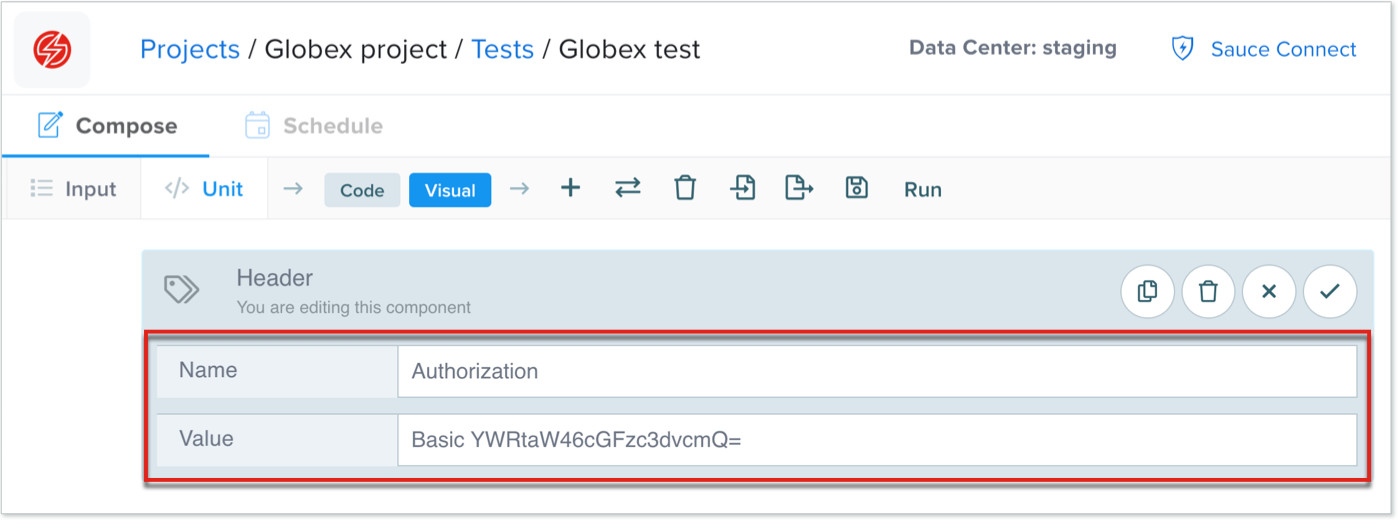 Projects / Globex project / Tests / Globex test Data Center: staging Sauce Connect
Compose Schedule
Input </> Unit Code Visual Run
Header
You are editing this component
Name Authorization
Value Basic YWRtaW46cGFzc3dvcmQ=